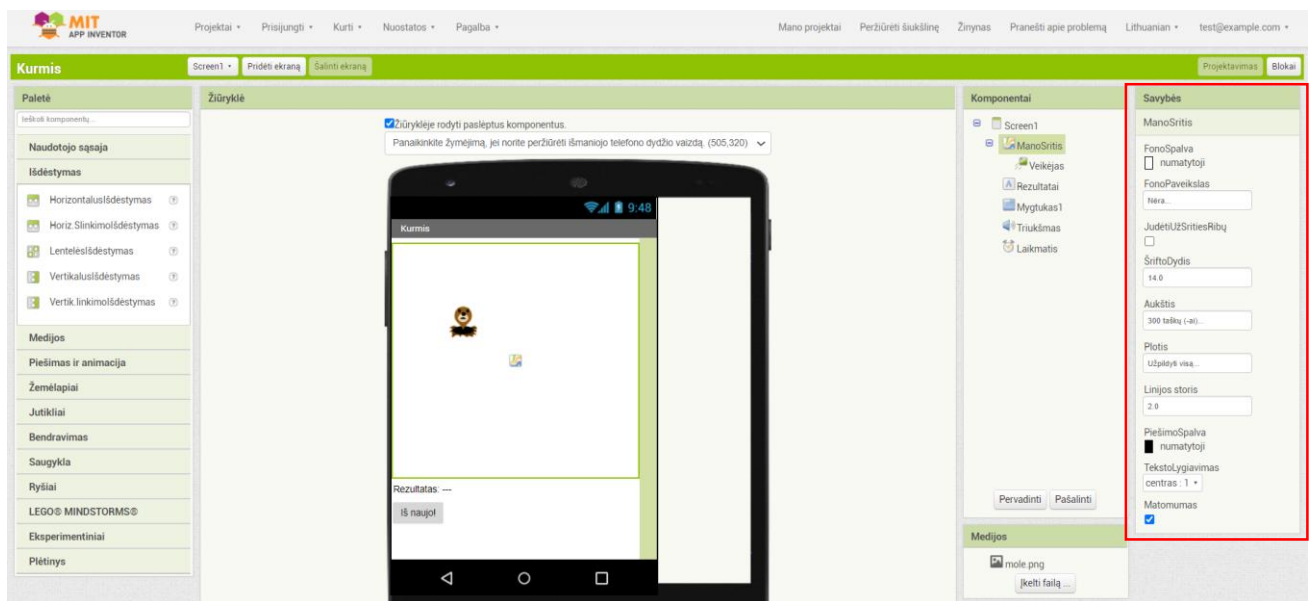 MIT
APP INVENTOR
Projektai
Prisijungti
Kurti
Nuostatos
Pagalba
Mano projektai
Peržiūrėti šiukšlinę
Žinynas
Pranešti apie problemą
Lithuanian
test@example.com
Kurmis
Screen1
Pridėti ekraną
Šalinti ekraną
Projektavimas
Blokai
Paletė
Ieškoti komponentų...
Naudotojo sąsaja
Išdėstymas
HorizontalusIšdėstymas
Horiz.SlinkimoIšdėstymas
LentelėsIšdėstymas
VertikalusIšdėstymas
Vertik.linkimoIšdėstymas
Medijos
Piešimas ir animacija
Žemėlapiai
Jutikliai
Bendravimas
Saugykla
Ryšiai
LEGO® MINDSTORMS®
Eksperimentiniai
Plėtinys
Žiūryklė
Žiūryklėje rodyti paslėptus komponentus.
Panaikinkite žymėjimą, jei norite peržiūrėti išmaniojo telefono dydžio vaizdą. (505,320)
9:48
Kurmis
Rezultatas: ---
Iš naujo!
Komponentai
Screen1
ManoSritis
Veikėjas
Rezultatai
Mygtukas1
Triukšmas
Laikmatis
Pervadinti
Pašalinti
Medijos
mole.png
Įkelti failą ...
Savybės
ManoSritis
FonoSpalva
numatytoji
FonoPaveikslas
Nėra...
JudėtiUžSritiesRibų
ŠriftoDydis
14.0
Aukštis
300 taškų (-ai)...
Plotis
Užpildyti visą...
Linijos storis
2.0
PiešimoSpalva
numatytoji
TekstoLygiavimas
centras : 1
Matomumas